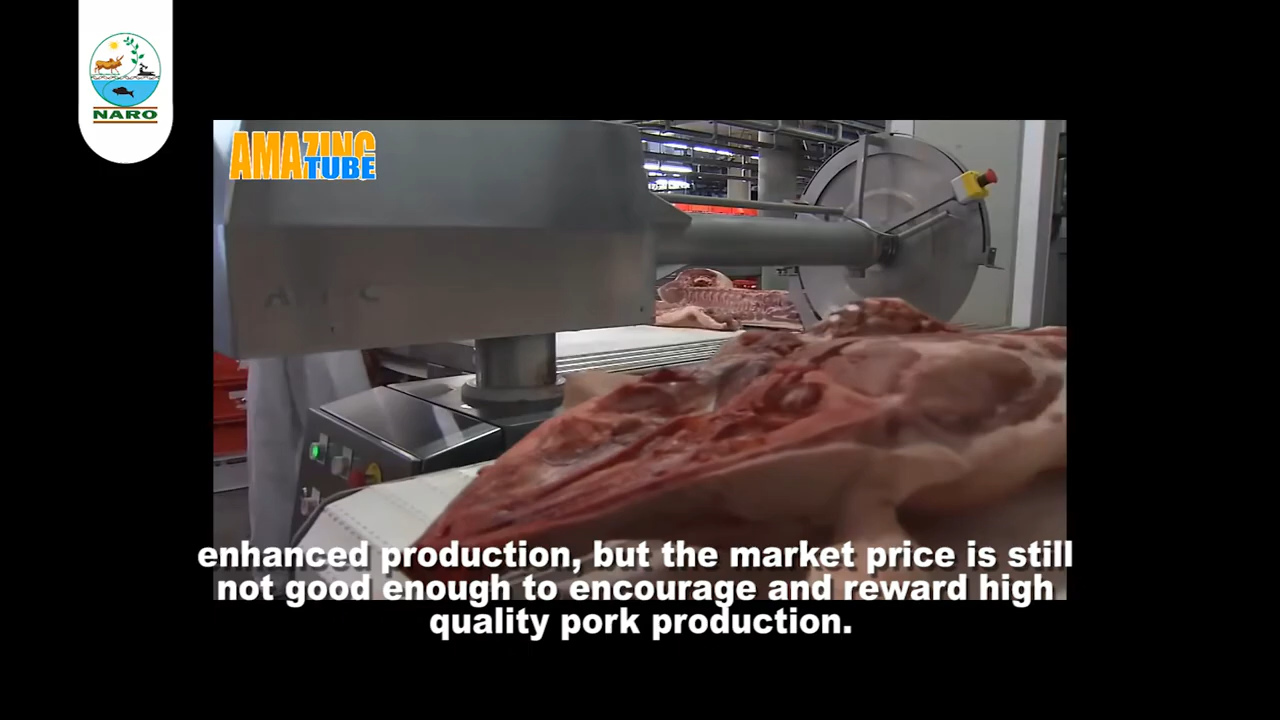 NARO
AMAZING
TUBE
enhanced production, but the market price is still
not good enough to encourage and reward high
quality pork production.